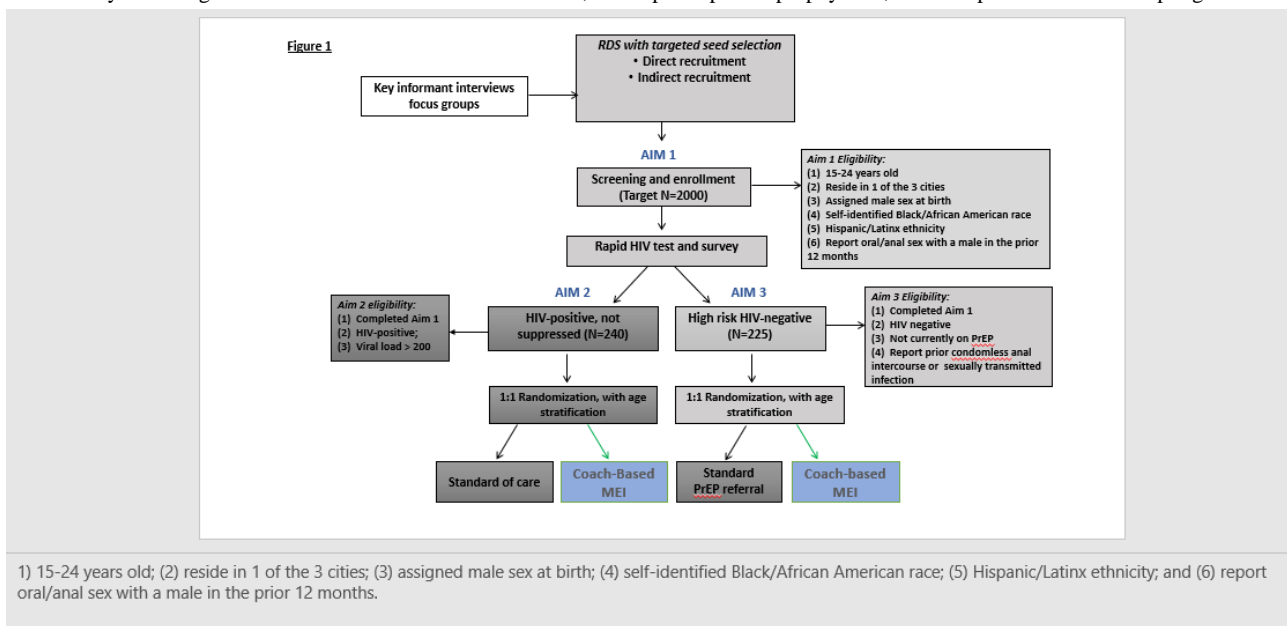 Figure 1
RDS with targeted seed selection
• Direct recruitment
• Indirect recruitment
Key informant interviews
focus groups
AIM 1
Screening and enrollment
(Target N=2000)
Aim 1 Eligibility:
(1) 15-24 years old
(2) Reside in 1 of the 3 cities
(3) Assigned male sex at birth
(4) Self-identified Black/African American race
(5) Hispanic/Latinx ethnicity
(6) Report oral/anal sex with a male in the prior
12 months
Rapid HIV test and survey
AIM 2
AIM 3
Aim 2 eligibility:
(1) Completed Aim 1
(2) HIV-positive;
(3) Viral load > 200
HIV-positive, not
suppressed (N=240)
High risk HIV-negative
(N=225)
Aim 3 Eligibility:
(1) Completed Aim 1
(2) HIV negative
(3) Not currently on PrEP
(4) Report prior condomless anal
intercourse or sexually transmitted
infection
1:1 Randomization, with age
stratification
1:1 Randomization, with age
stratification
Standard of care
Coach-Based
MEI
Standard
PrEP referral
Coach-based
MEI
1) 15-24 years old; (2) reside in 1 of the 3 cities; (3) assigned male sex at birth; (4) self-identified Black/African American race; (5) Hispanic/Latinx ethnicity; and (6) report
oral/anal sex with a male in the prior 12 months.